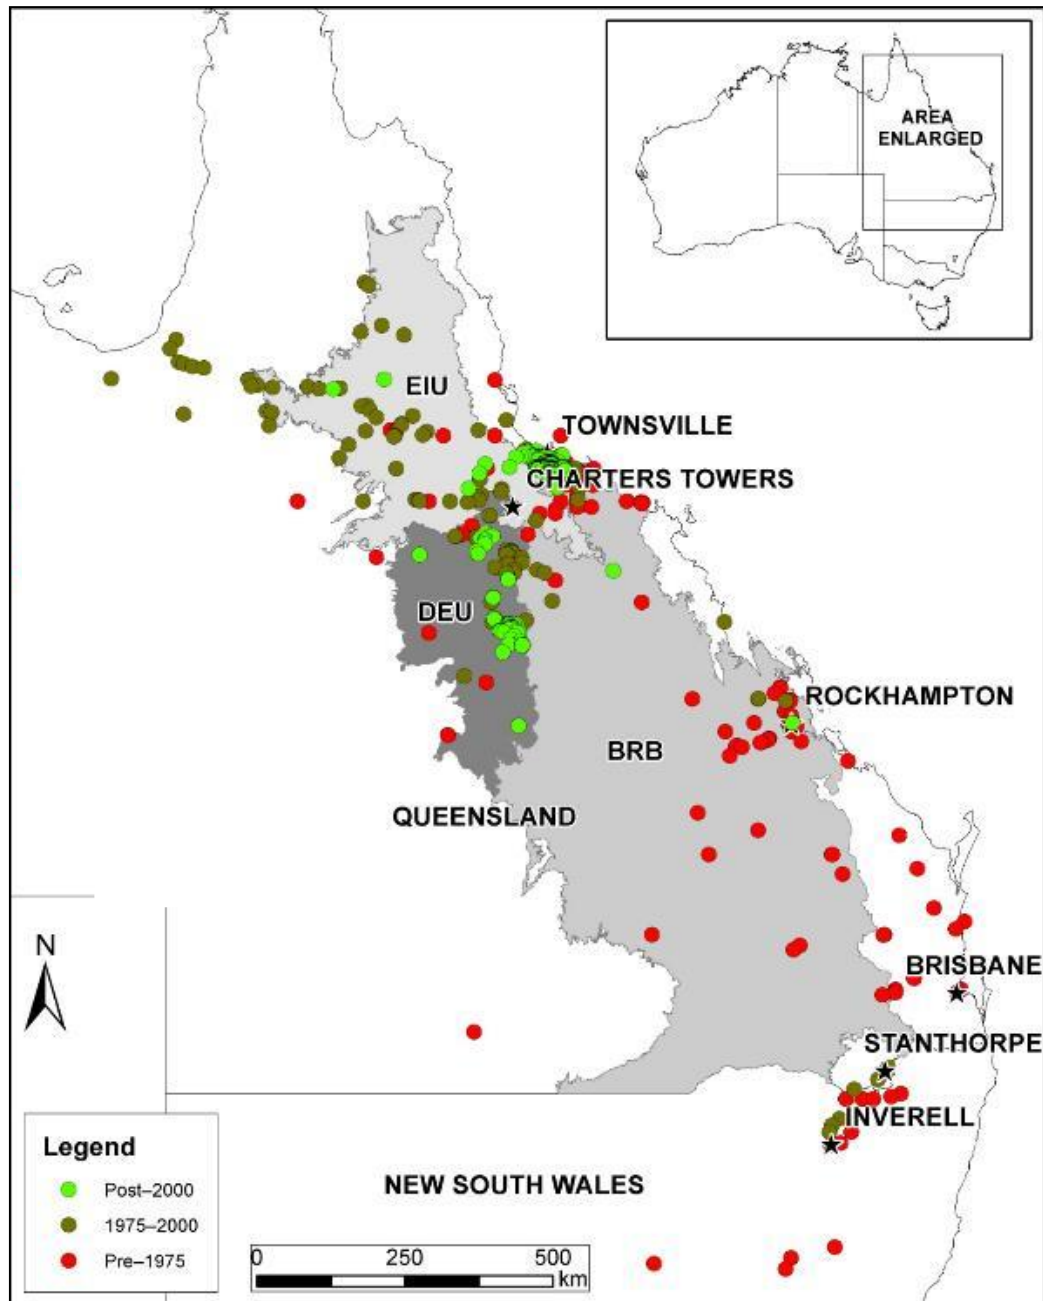 AREA
ENLARGED
EIU
TOWNSVILLE
CHARTERS TOWERS
DEU
ROCKHAMPTON
BRB
QUEENSLAND
N
BRISBANE
STANTHORPE
INVERELL
Legend
Post–2000
1975–2000
Pre–1975
NEW SOUTH WALES
0 250 500
km